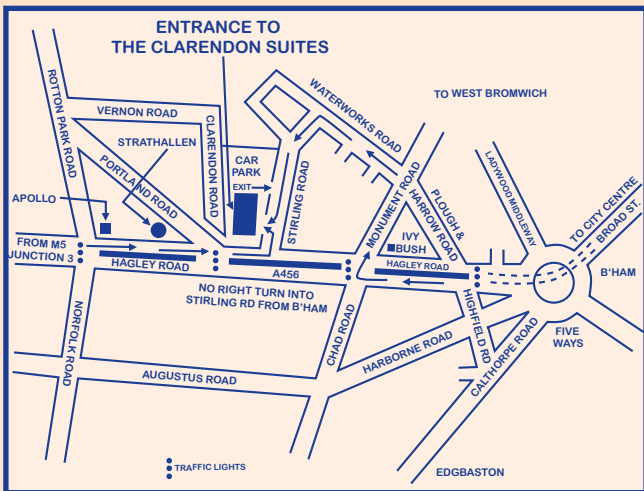 ENTRANCE TO
THE CLARENDON SUITES
ROTTON PARK ROAD
VERNON ROAD
WATERWORKS ROAD
TO WEST BROMWICH
STRATHALLEN
PORTLAIND ROAD
CLARENDON ROAD
CAR
PARK
EXIT
STIRLING ROAD
MONUMENT ROAD
PLOUGH &
HARROW ROAD
LADYWOOD MIDDLEWAY
TO CITY CENTRE
BROAD ST.
APOLLO
FROM M5
JUNCTION 3
HAGLEY ROAD
A456
IVY
BUSH
HAGLEY ROAD
B'HAM
NO RIGHT TURN INTO
STIRLING RD FROM B'HAM
NORFOLK ROAD
CHAD ROAD
HIGHFIELD RD
FIVE
WAYS
AUGUSTUS ROAD
HARBORNE ROAD
CALTHORPE ROAD
TRAFFIC LIGHTS
EDGBASTON